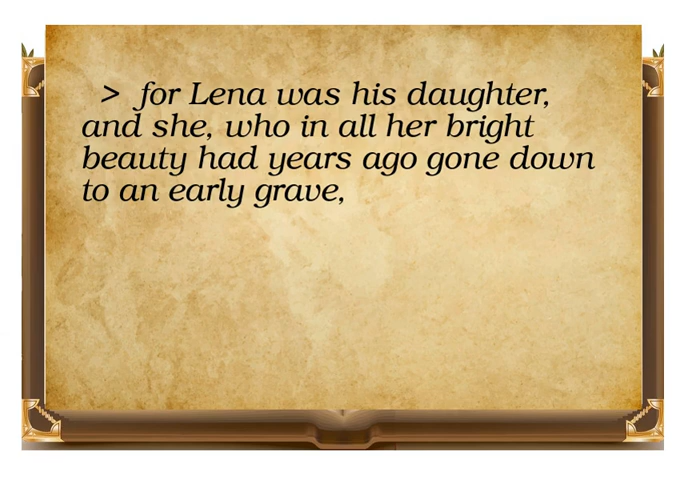 > for Lena was his daughter,
and she, who in all her bright
beauty had years ago gone down
to an early grave,